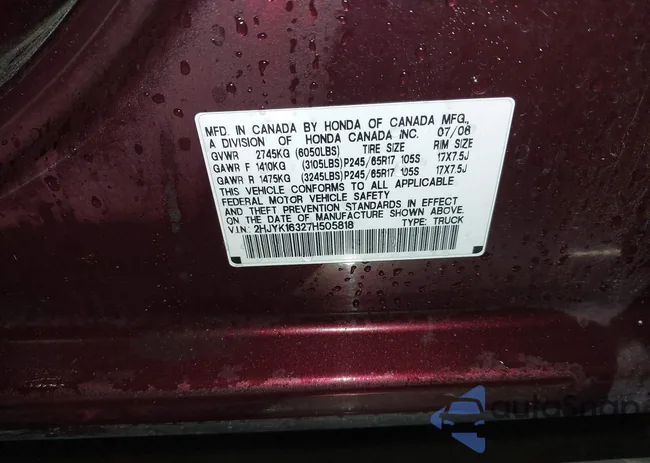 MFD. IN CANADA BY HONDA OF CANADA MFG.,
A DIVISION OF HONDA CANADA INC. 07/06
GVWR 2745KG (6050LBS) TIRE SIZE RIM SIZE
GAWR F 1410KG (3105LBS) P245/65R17 105S 17X7.5J
GAWR R 1475KG (3245LBS) P245/65R17 105S 17X7.5J
THIS VEHICLE CONFORMS TO ALL APPLICABLE
FEDERAL MOTOR VEHICLE SAFETY
AND THEFT PREVENTION STANDARDS IN EFFECT
ON THE DATE OF MANUFACTURE SHOWN ABOVE.
V.I.N: 2HJYK16327H505818 TYPE: TRUCK
autoSnap